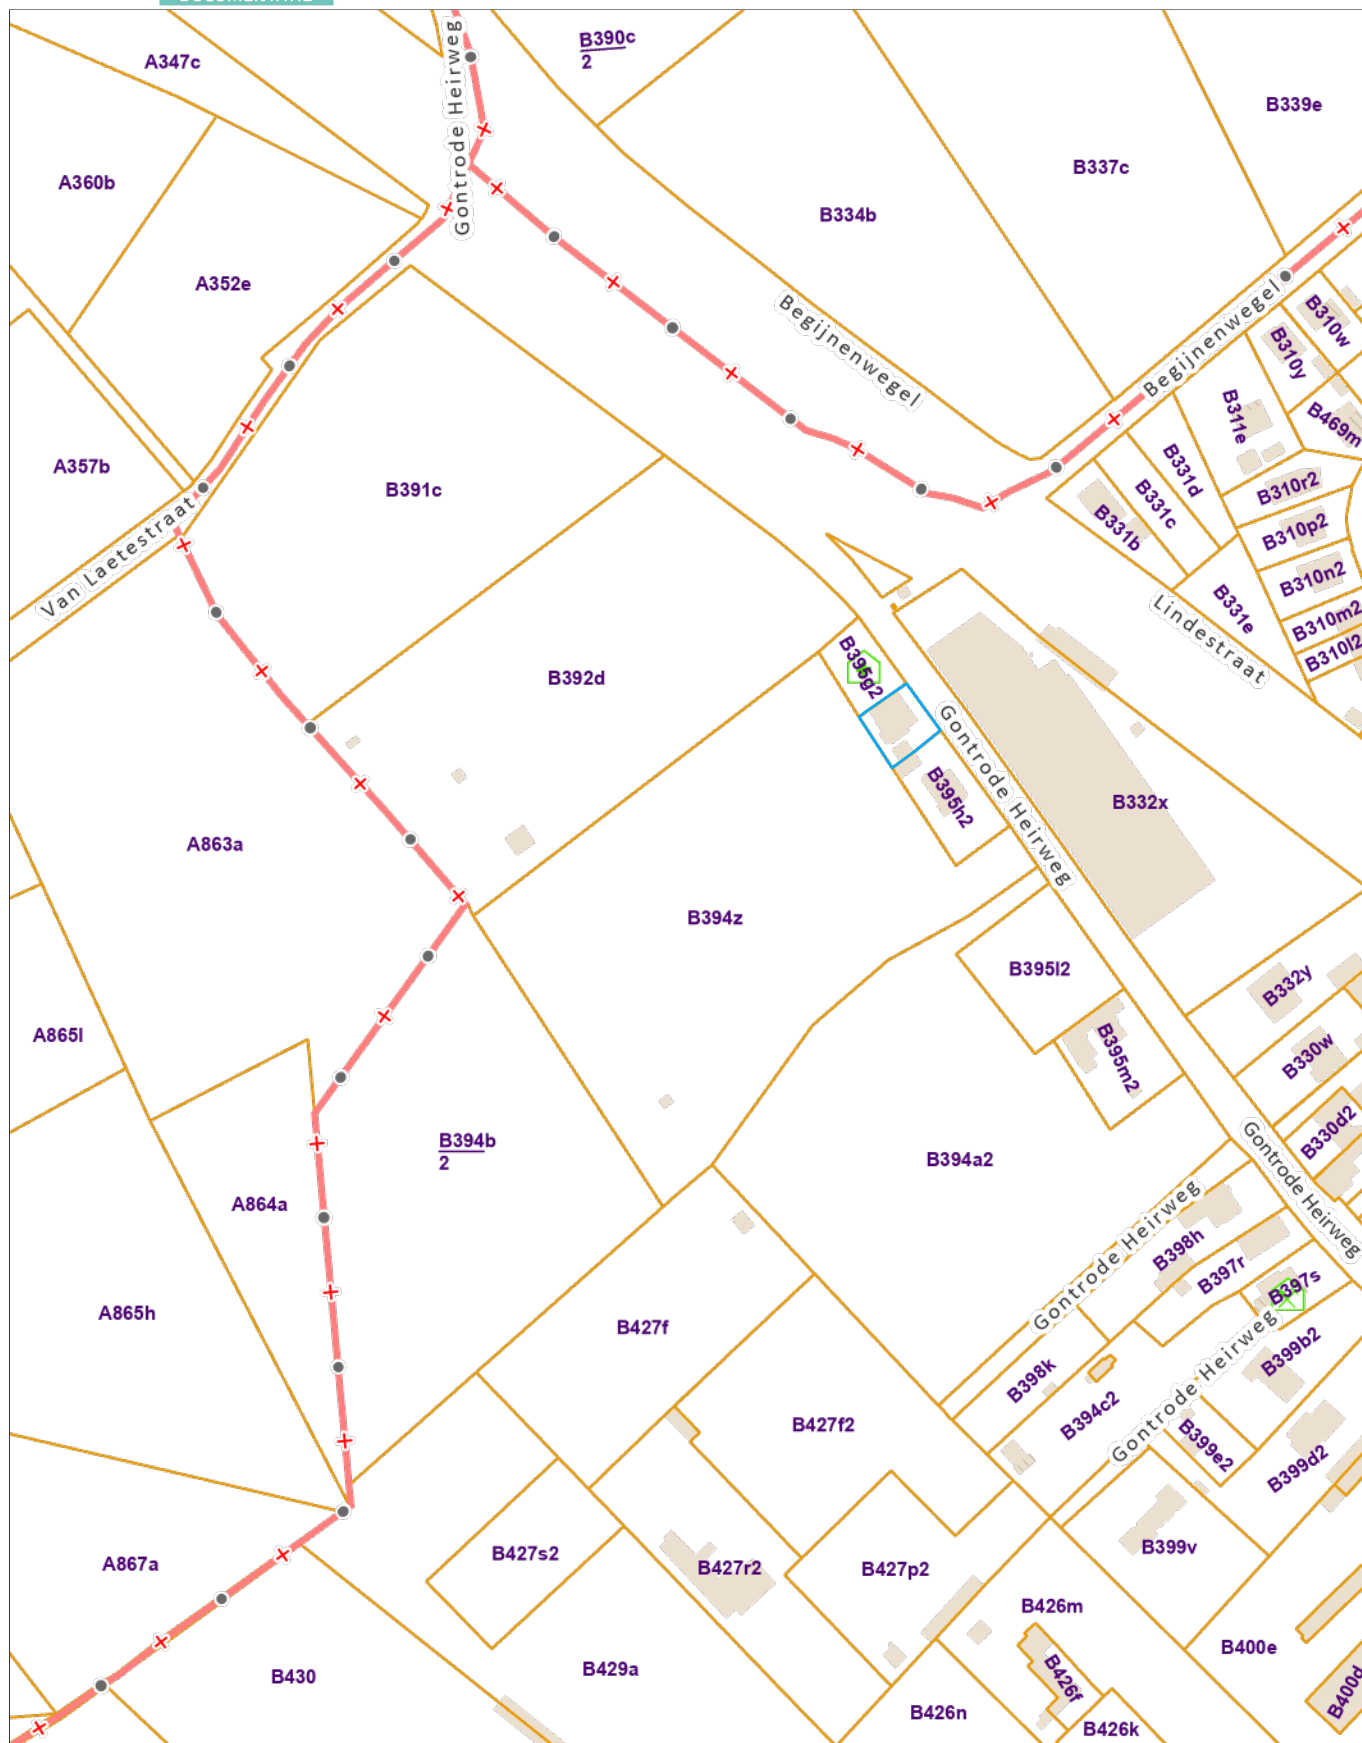 B390c
2
A347c
Gontrode Heirweg
B339e
B337c
A360b
B334b
A352e
Begijnenwegel
Begijnenwegel
B310w
B310y
B311e
B469m
A357b
B391c
B331d
B310r2
B331c
B331b
B310p2
Van Laetestraat
B310n2
B331e
B310m2
Lindestraat
B310l2
B395g2
B392d
Gontrode Heirweg
B395h2
B332x
A863a
B394z
B395l2
B332y
A865l
B395m2
B330w
B330d2
B394b
2
B394a2
Gontrode Heirweg
A864a
Gontrode Heirweg
B398h
B397r
B397s
A865h
B427f
B399b2
Gontrode Heirweg
B398k
B394c2
B427f2
B399e2
B399d2
B427s2
B399v
A867a
B427r2
B427p2
B426m
B400e
B430
B429a
B426f
B400d
B426n
B426k